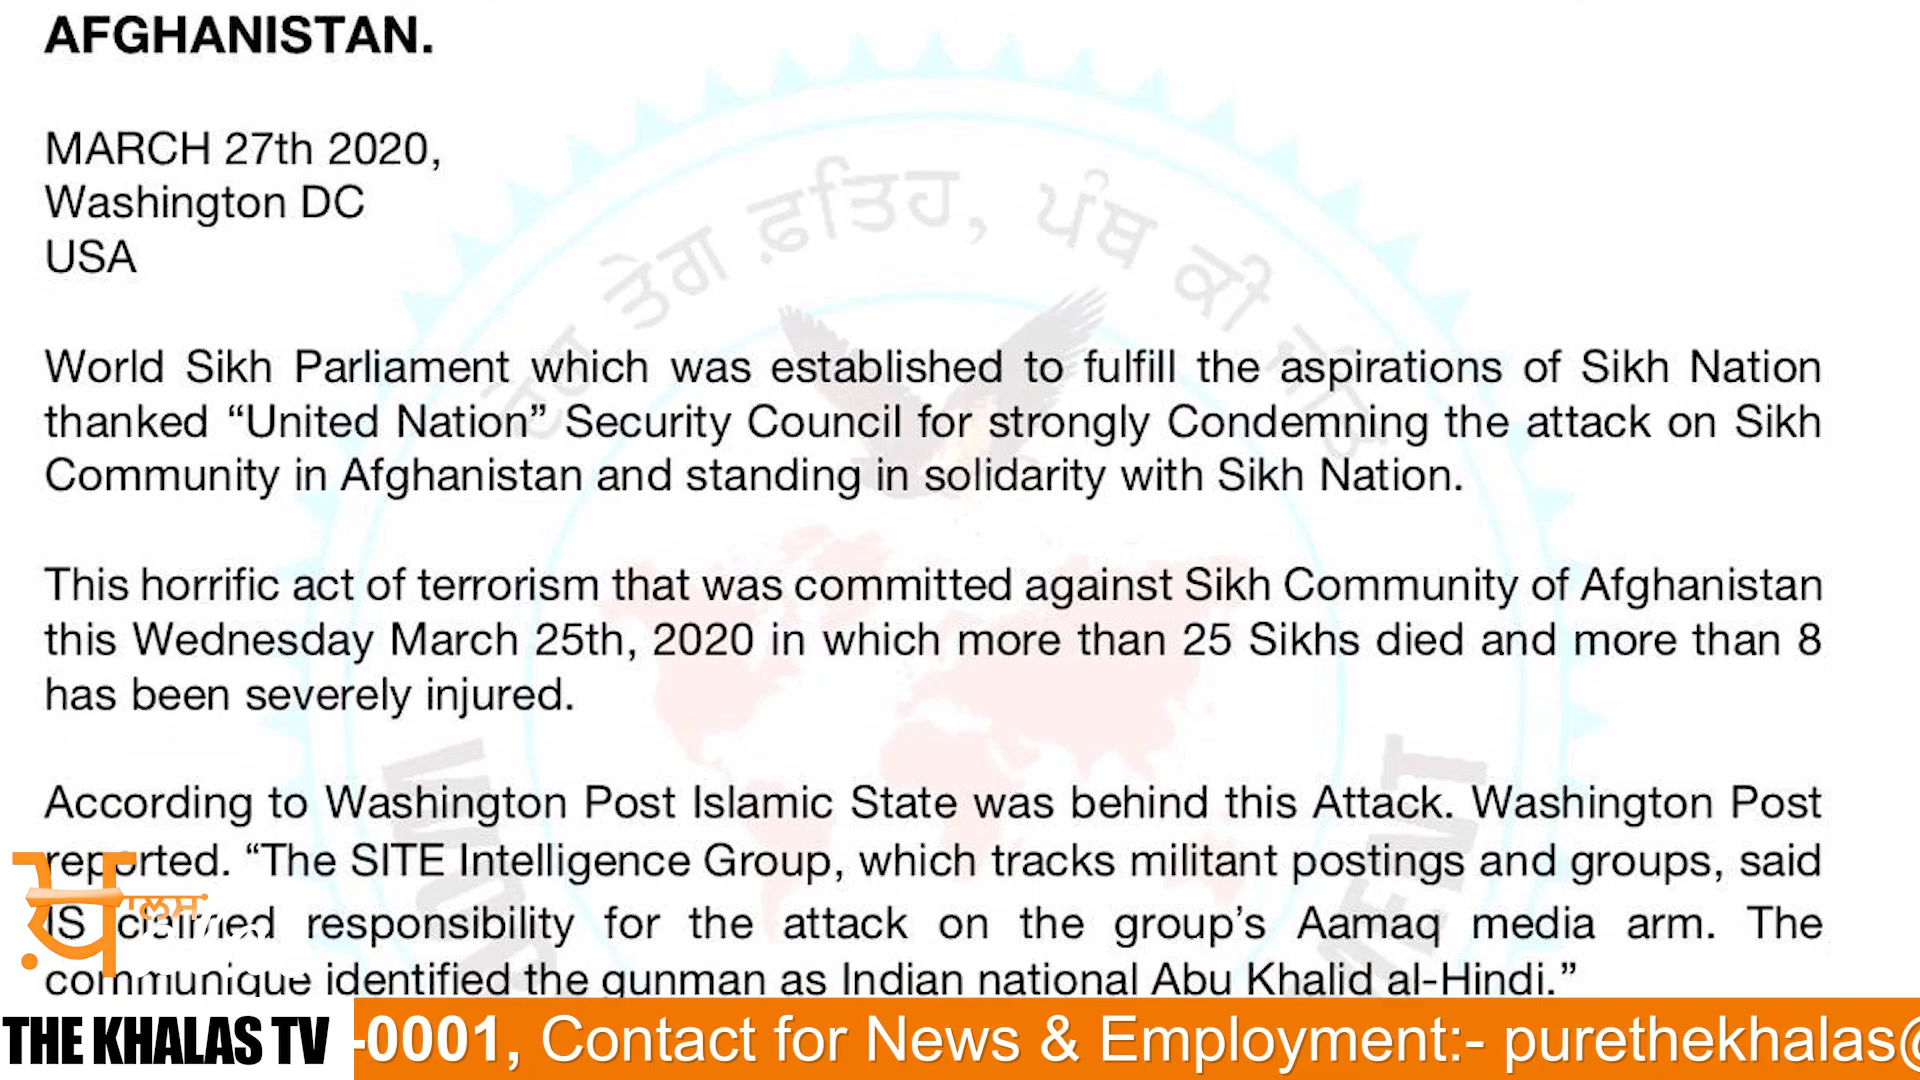 AFGHANISTAN.
MARCH 27th 2020,
Washington DC
USA
ਤੇਗ ਫ਼ਤਿਹ, ਪੰਥ ਕੀ
World Sikh Parliament which was established to fulfill the aspirations of Sikh Nation
thanked “United Nation” Security Council for strongly Condemning the attack on Sikh
Community in Afghanistan and standing in solidarity with Sikh Nation.
This horrific act of terrorism that was committed against Sikh Community of Afghanistan
this Wednesday March 25th, 2020 in which more than 25 Sikhs died and more than 8
has been severely injured.
According to Washington Post Islamic State was behind this Attack. Washington Post
reported. “The SITE Intelligence Group, which tracks militant postings and groups, said
IS claimed responsibility for the attack on the group’s Aamaq media arm. The
communique identified the gunman as Indian national Abu Khalid al-Hindi.”
THE KHALAS TV
-0001, Contact for News & Employment:- purethekhalas@